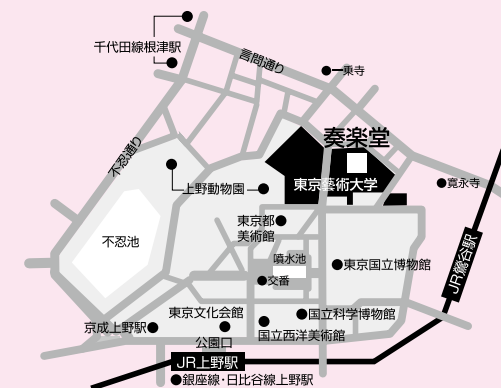 千代田線根津駅
言問通り
一乗寺
奏楽堂
不忍通り
上野動物園
東京藝術大学
寛永寺
東京都
美術館
不忍池
噴水池
東京国立博物館
JR鶯谷駅
交番
東京文化会館
国立科学博物館
京成上野駅
公園口
国立西洋美術館
JR上野駅
銀座線・日比谷線上野駅